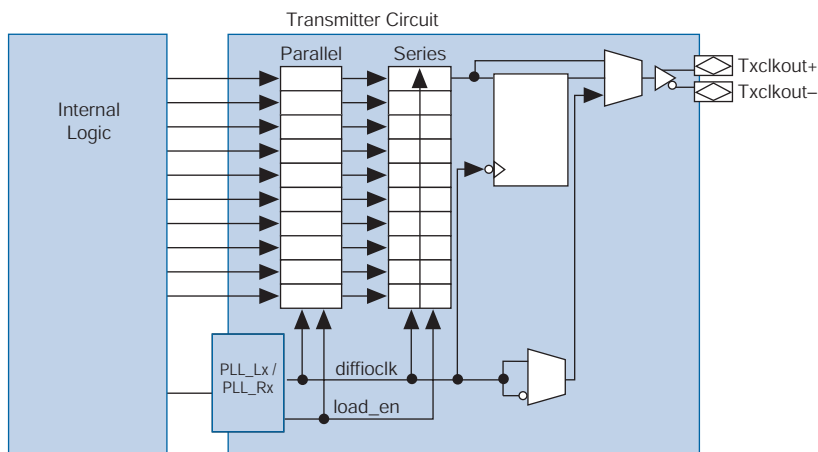 Transmitter Circuit
Parallel
Series
Internal
Logic
Txclkout+
Txclkout–
PLL_Lx /
PLL_Rx
diffioclk
load_en